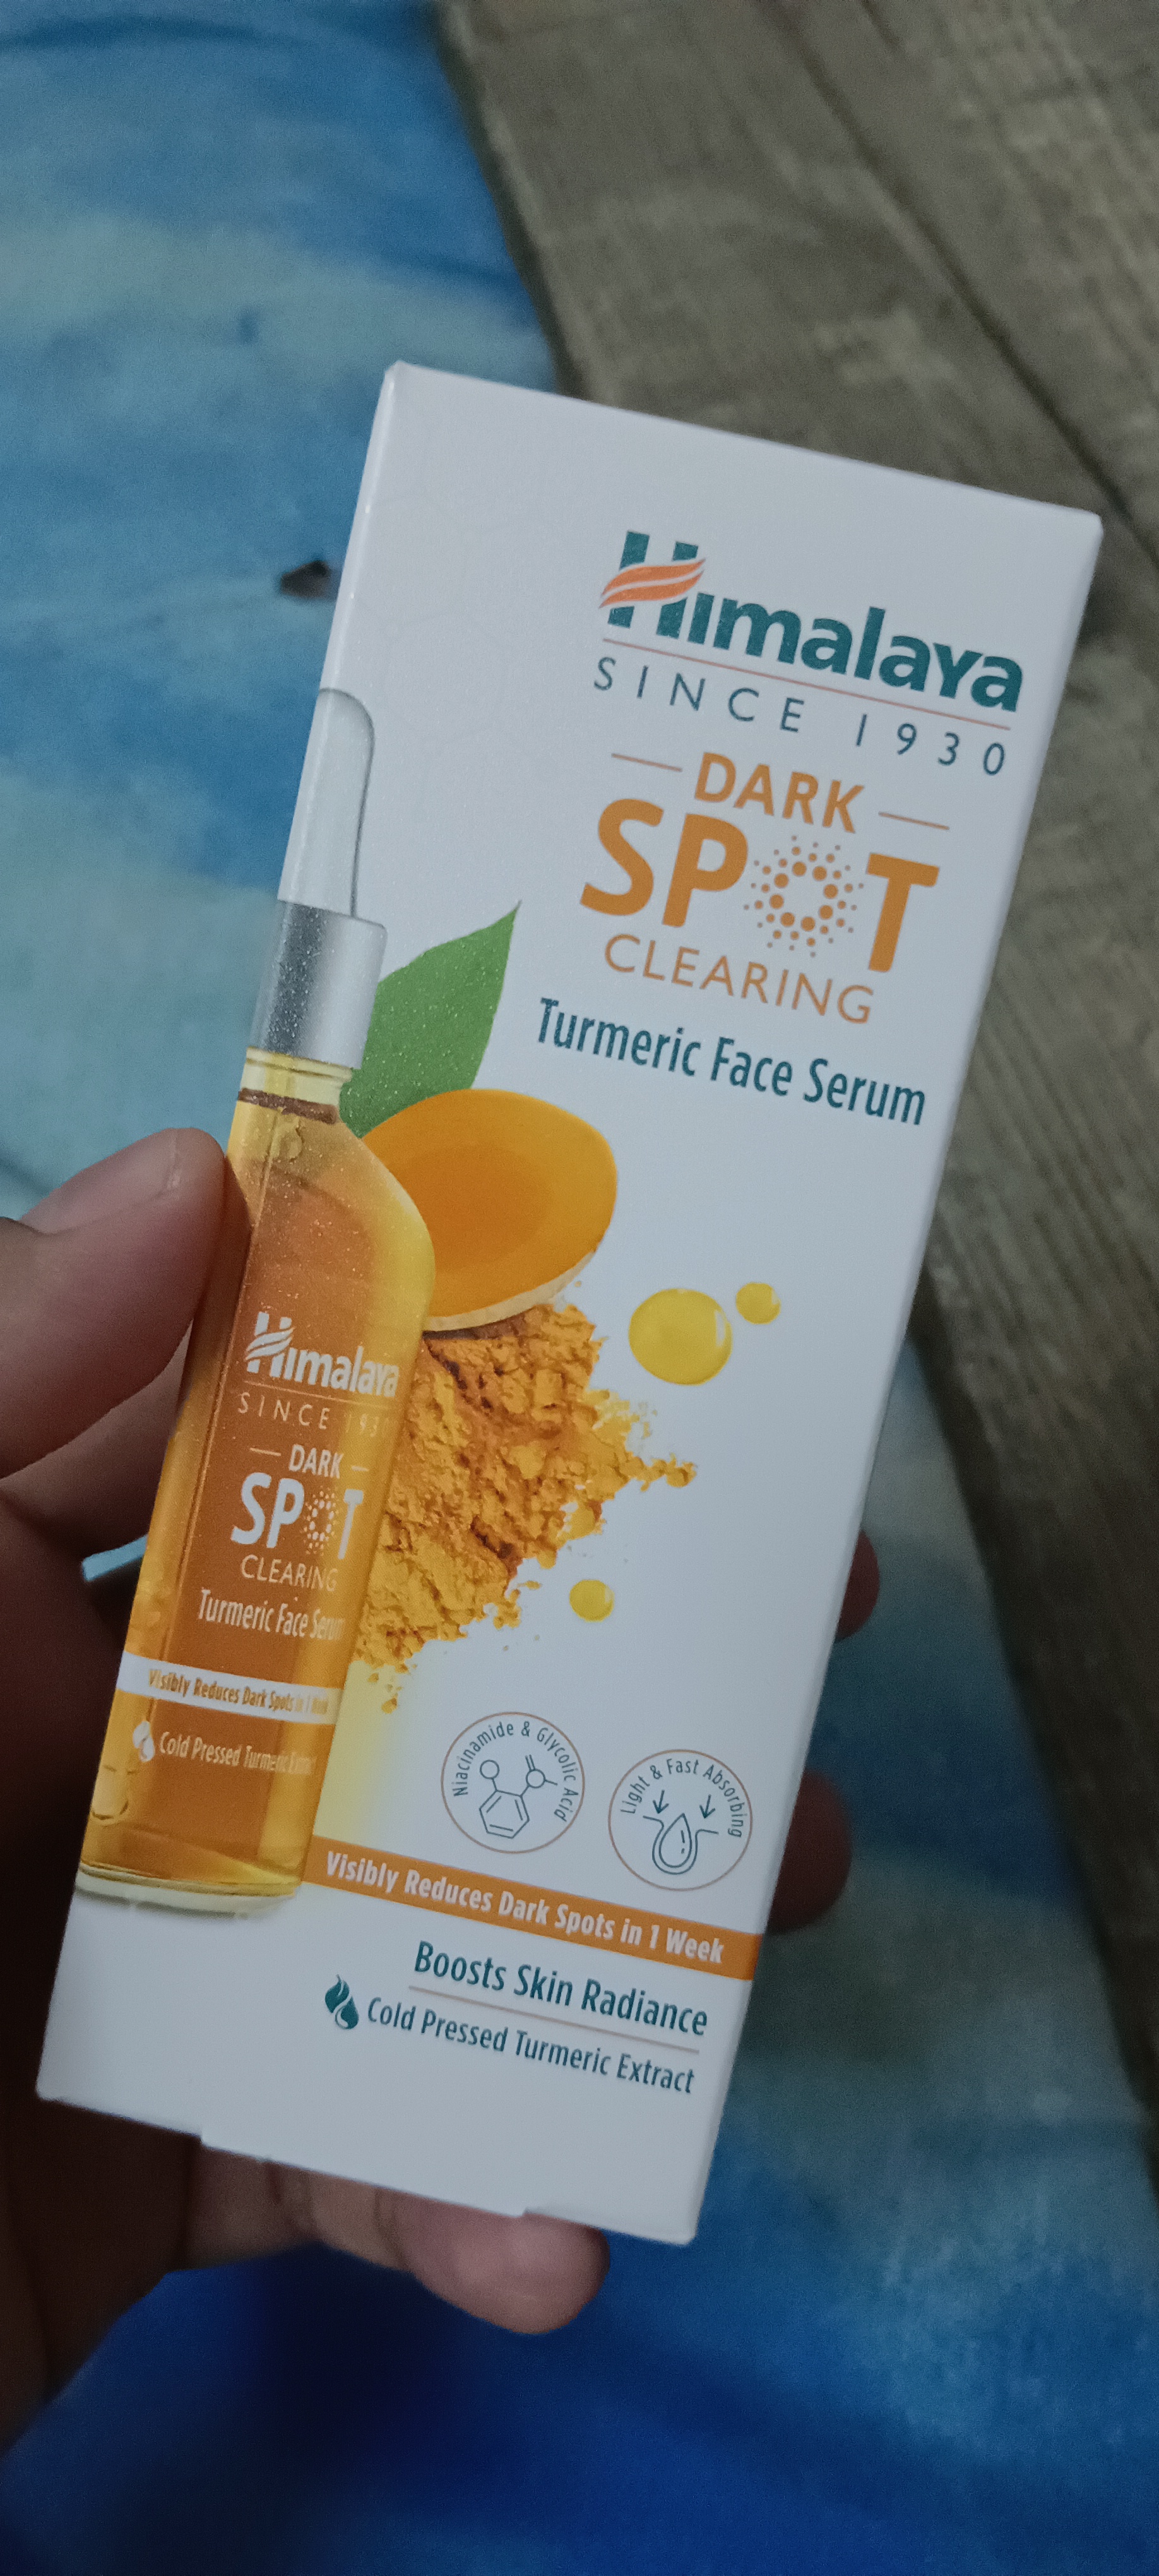 Himalaya
SINCE 1930
DARK
SPOT
CLEARING
Turmeric Face Serum
Himalaya
SINCE 193
DARK
SPOT
CLEARING
Turmeric Face Serum
Visibly Reduces Dark Spots in 1 Week
Cold Pressed Turmeric
Niacinamide & Glycolic Acid
Light & Fast Absorbing
Visibly Reduces Dark Spots in 1 Week
Boosts Skin Radiance
Cold Pressed Turmeric Extract